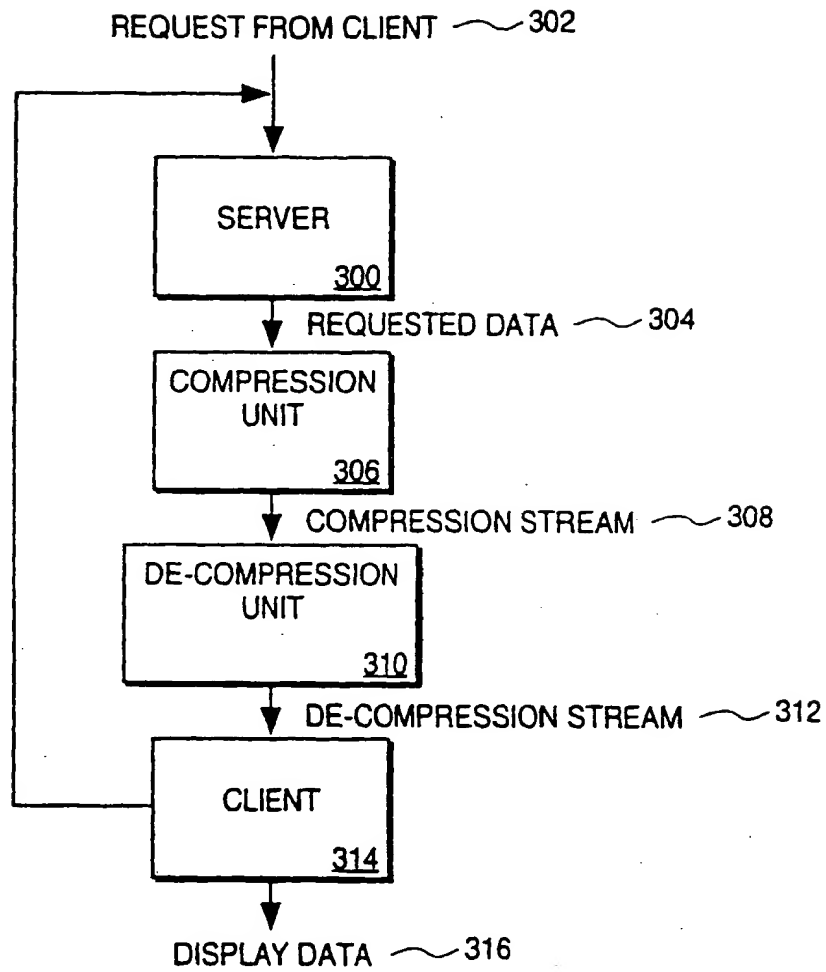 REQUEST FROM CLIENT 302
SERVER
300
REQUESTED DATA 304
COMPRESSION
UNIT
306
COMPRESSION STREAM 308
DE-COMPRESSION
UNIT
310
DE-COMPRESSION STREAM 312
CLIENT
314
DISPLAY DATA 316